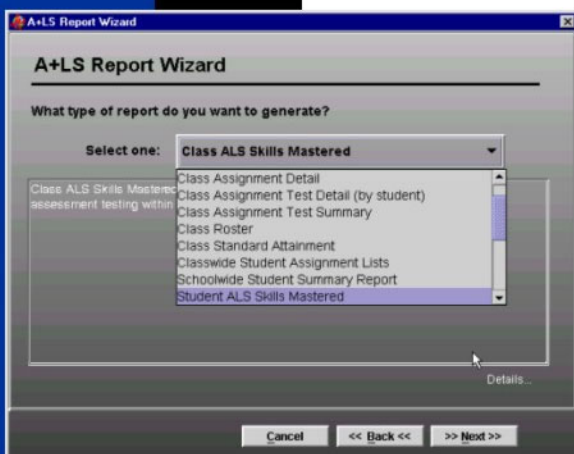 A+LS Report Wizard
A+LS Report Wizard
What type of report do you want to generate?
Select one: Class ALS Skills Mastered
Class ALS Skills Mastered
assessment testing within
Class Assignment Detail
Class Assignment Test Detail (by student)
Class Assignment Test Summary
Class Roster
Class Standard Attainment
Classwide Student Assignment Lists
Schoolwide Student Summary Report
Student ALS Skills Mastered
Details...
Cancel << Back << >> Next >>